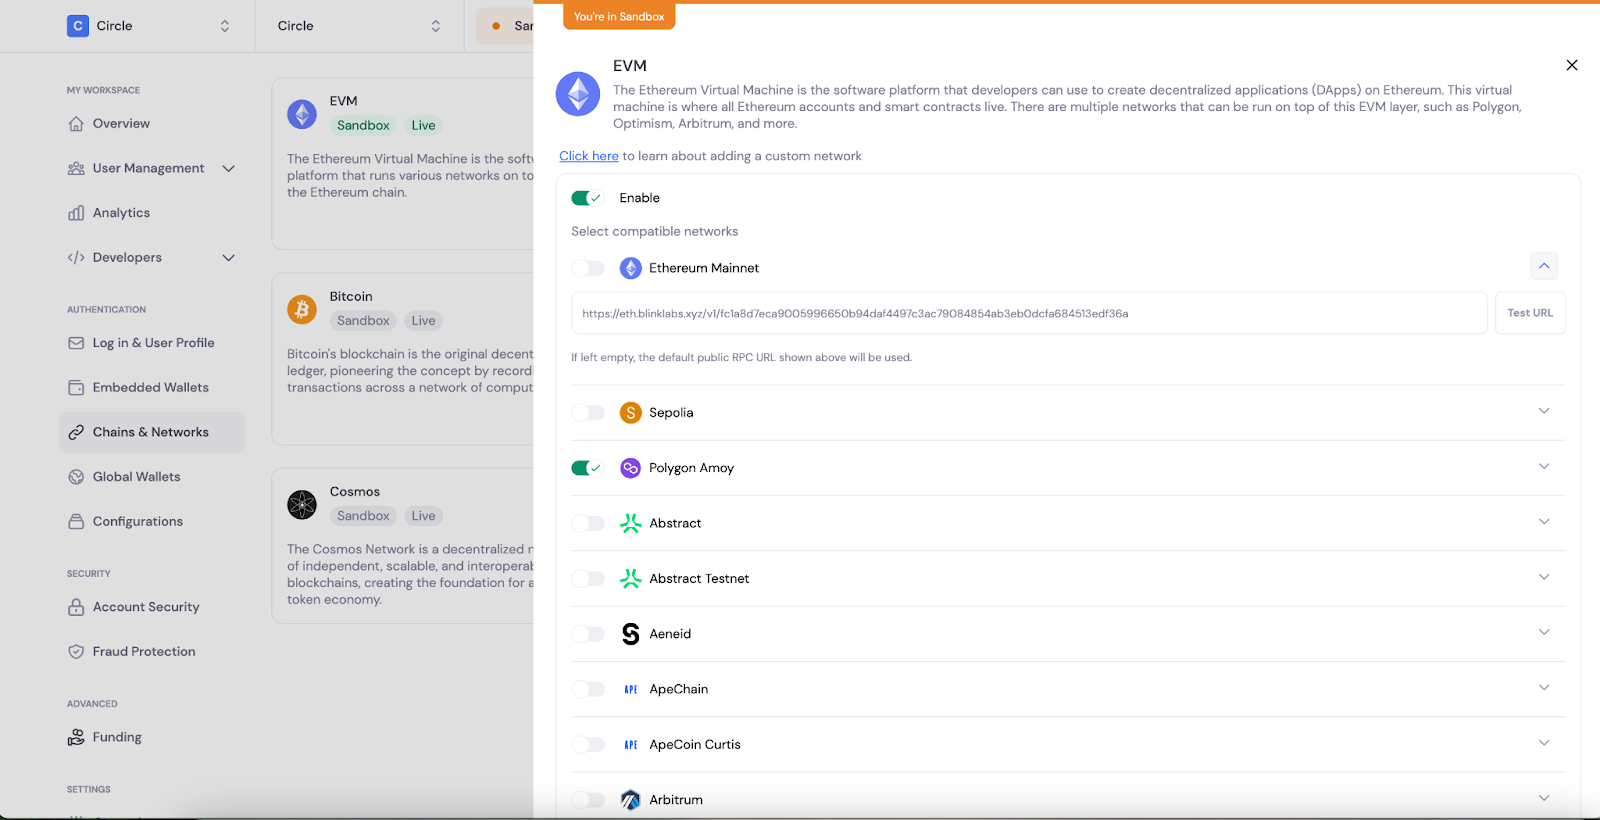 C Circle
Circle
San
You're in Sandbox
MY WORKSPACE
Overview
User Management
Analytics
Developers
AUTHENTICATION
Log in & User Profile
Embedded Wallets
Chains & Networks
Global Wallets
Configurations
SECURITY
Account Security
Fraud Protection
ADVANCED
Funding
SETTINGS
EVM
Sandbox Live
The Ethereum Virtual Machine is the soft
platform that runs various networks on to
the Ethereum chain.
Bitcoin
Sandbox Live
Bitcoin's blockchain is the original decent
ledger, pioneering the concept by record
transactions across a network of comput
Cosmos
Sandbox Live
The Cosmos Network is a decentralized n
of independent, scalable, and interoperab
blockchains, creating the foundation for a
token economy.
EVM
The Ethereum Virtual Machine is the software platform that developers can use to create decentralized applications (DApps) on Ethereum. This virtual
machine is where all Ethereum accounts and smart contracts live. There are multiple networks that can be run on top of this EVM layer, such as Polygon,
Optimism, Arbitrum, and more.
Click here to learn about adding a custom network
Enable
Select compatible networks
Ethereum Mainnet
https://eth.blinklabs.xyz/v1/fc1a8d7eca9005996650b94daf4497c3ac79084854ab3eb0dcfa684513edf36a
Test URL
If left empty, the default public RPC URL shown above will be used.
S Sepolia
Polygon Amoy
Abstract
Abstract Testnet
Aeneid
APE ApeChain
APE ApeCoin Curtis
Arbitrum